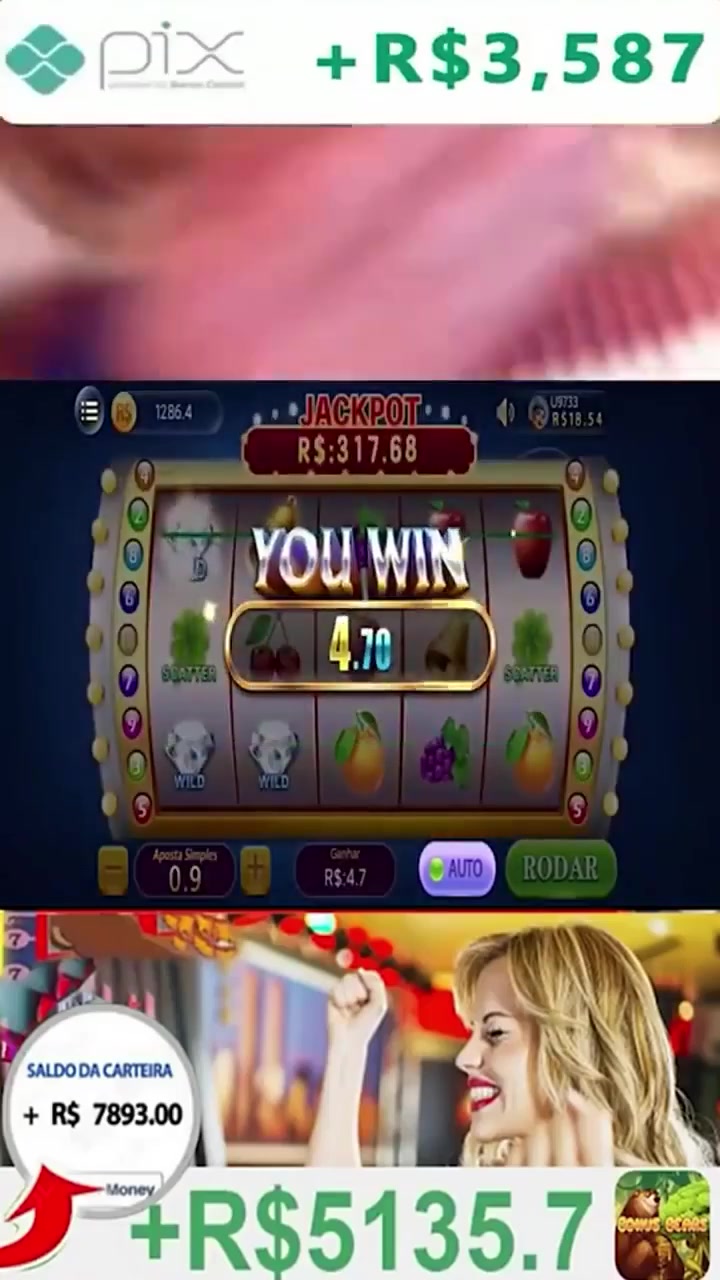 pix
+R$3,587
1286.4
JACKPOT
R$:317.68
U9733
R$18.54
YOU WIN
4.70
SCATTER
SCATTER
WILD
WILD
Aposta Simples
0.9
Ganhar
R$:4.7
AUTO
RODAR
SALDO DA CARTEIRA
+ R$ 7893.00
Money
+R$5135.7
BONUS BEARS